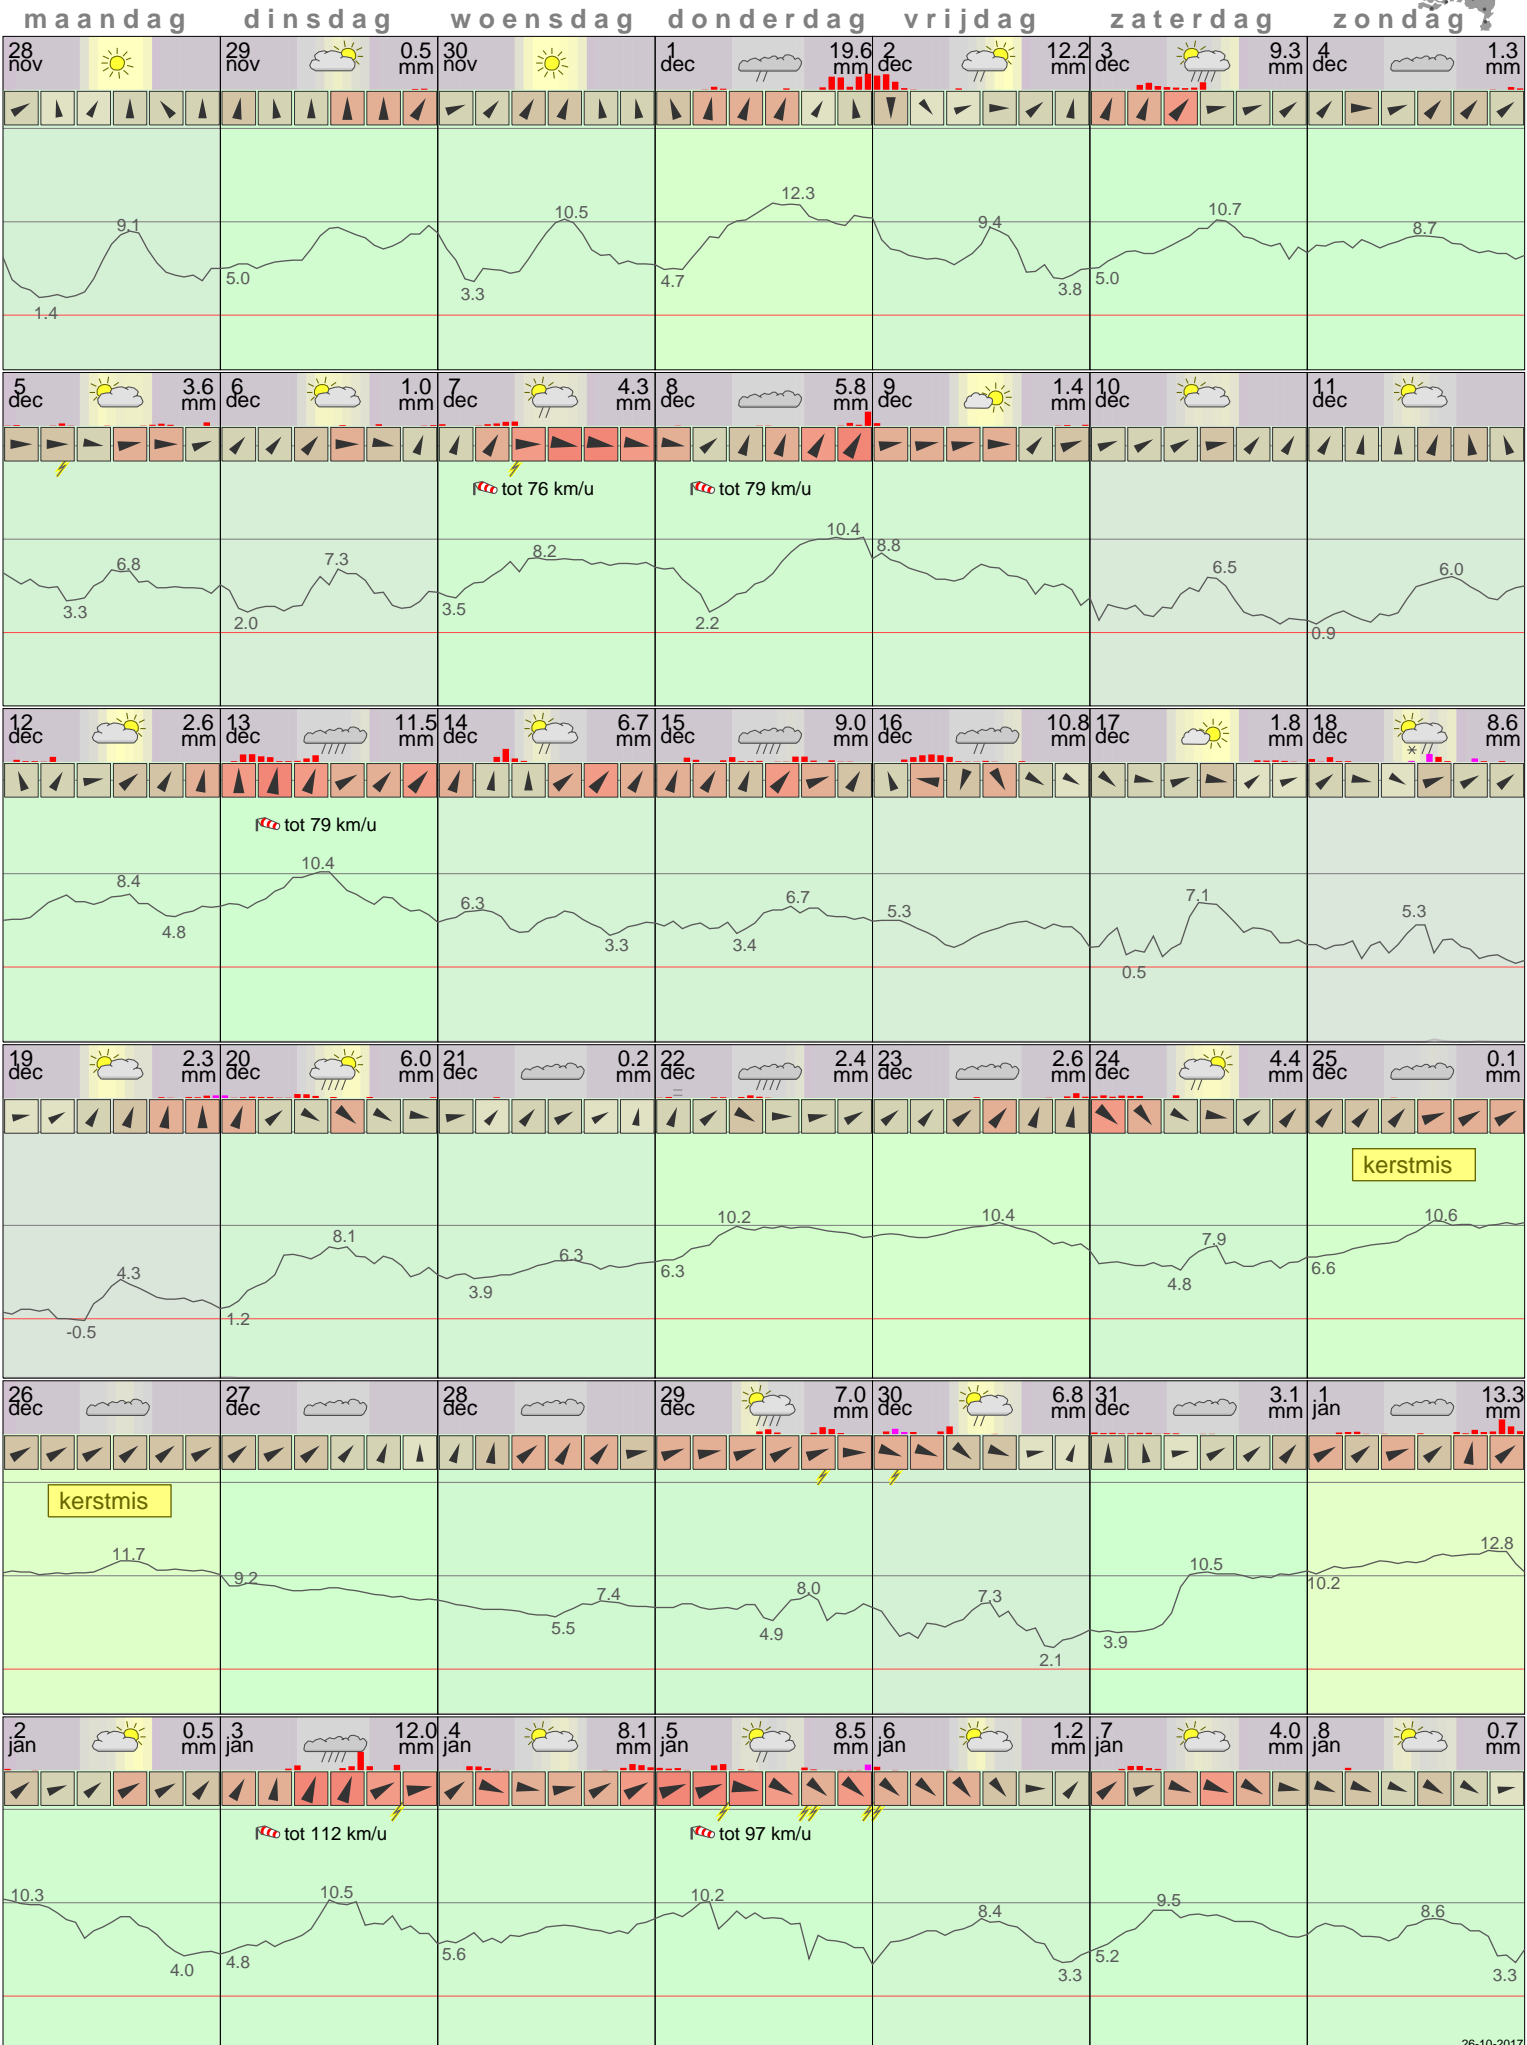 maandag dinsdag woensdag donderdag vrijdag zaterdag zondag
28 nov
29 nov 0.5 mm
30 nov
1 dec 19.6 mm
2 dec 12.2 mm
3 dec 9.3 mm
4 dec 1.3 mm
9.1 1.4
5.0
10.5 3.3
12.3 4.7
9.4 3.8
10.7 5.0
8.7
5 dec 3.6 mm
6 dec 1.0 mm
7 dec 4.3 mm
8 dec 5.8 mm
9 dec 1.4 mm
10 dec
11 dec
tot 76 km/u
tot 79 km/u
6.8 3.3
7.3 2.0
8.2 3.5
10.4 2.2
8.8
6.5
6.0 0.9
12 dec 2.6 mm
13 dec 11.5 mm
14 dec 6.7 mm
15 dec 9.0 mm
16 dec 10.8 mm
17 dec 1.8 mm
18 dec 8.6 mm
tot 79 km/u
8.4 4.8
10.4
6.3 3.3
6.7 3.4
5.3
7.1 0.5
5.3
19 dec 2.3 mm
20 dec 6.0 mm
21 dec 0.2 mm
22 dec 2.4 mm
23 dec 2.6 mm
24 dec 4.4 mm
25 dec 0.1 mm
kerstmis
4.3 -0.5
8.1 1.2
6.3 3.9
10.2 6.3
10.4
7.9 4.8
10.6 6.6
26 dec
27 dec
28 dec
29 dec 7.0 mm
30 dec 6.8 mm
31 dec 3.1 mm
1 jan 13.3 mm
kerstmis
11.7
9.2
7.4 5.5
8.0 4.9
7.3 2.1
10.5 3.9
12.8 10.2
2 jan 0.5 mm
3 jan 12.0 mm
4 jan 8.1 mm
5 jan 8.5 mm
6 jan 1.2 mm
7 jan 4.0 mm
8 jan 0.7 mm
tot 112 km/u
tot 97 km/u
10.3 4.0
10.5 4.8
5.6
10.2
8.4 3.3
9.5 5.2
8.6 3.3
26-10-2017